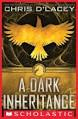 CHRIS D'LACEY
A DARK
INHERITANCE
SCHOLASTIC